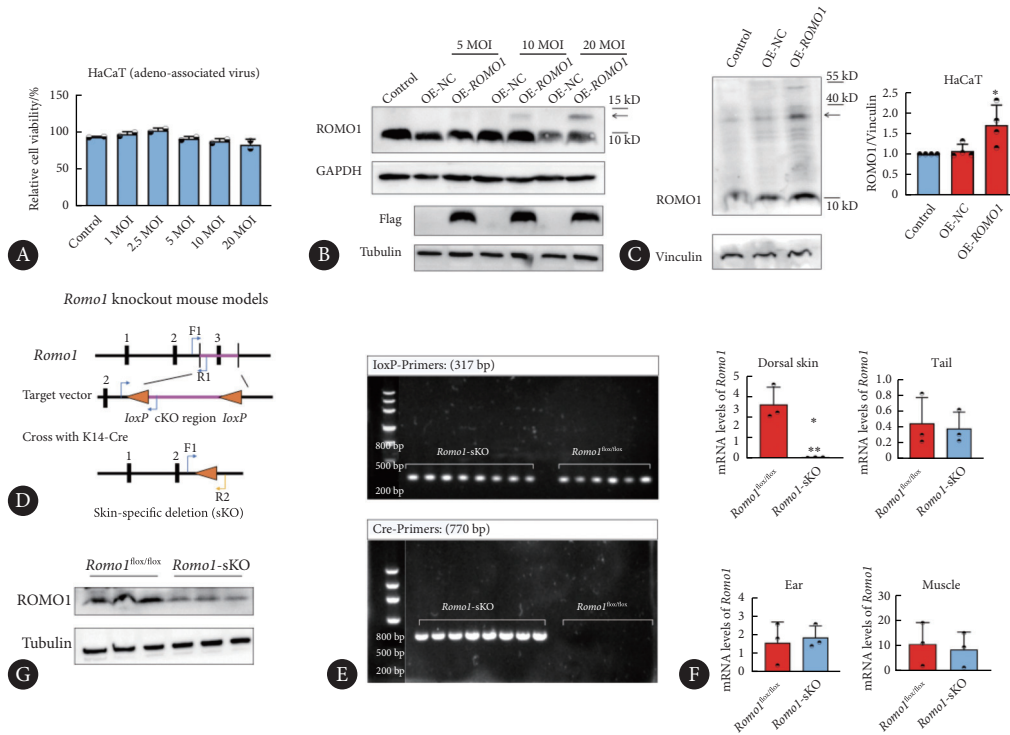 HaCaT (adeno-associated virus)
Relative cell viability/%
150
100
50
0
Control
1 MOI
2.5 MOI
5 MOI
10 MOI
20 MOI
A
5 MOI 10 MOI 20 MOI
Control
OE-NC
OE-ROMO1
OE-NC
OE-ROMO1
OE-NC
OE-ROMO1
15 kD
ROMO1
10 kD
GAPDH
Flag
Tubulin
B
Control
OE-NC
OE-ROMO1
55 kD
40 kD
ROMO1
10 kD
Vinculin
C
HaCaT
*
ROMO1/Vinculin
2.5
2.0
1.5
1.0
0.5
0
Control
OE-NC
OE-ROMO1
Romo1 knockout mouse models
1 2 F1 3
Romo1
R1
2
Target vector
IoxP cKO region IoxP
Cross with K14-Cre
F1
1 2
R2
Skin-specific deletion (sKO)
D
IoxP-Primers: (317 bp)
800 bp
500 bp
200 bp
Romo1-sKO
Romo1flox/flox
Cre-Primers: (770 bp)
Romo1-sKO
Romo1flox/flox
800 bp
500 bp
200 bp
E
Dorsal skin
mRNA levels of Romo1
5
4
3
2
1
0
*
**
Romo1flox/flox
Romo1-sKO
Tail
mRNA levels of Romo1
1.0
0.8
0.6
0.4
0.2
0
Romo1flox/flox
Romo1-sKO
Ear
mRNA levels of Romo1
4
3
2
1
0
Romo1flox/flox
Romo1-sKO
Muscle
mRNA levels of Romo1
30
20
10
0
Romo1flox/flox
Romo1-sKO
F
Romo1flox/flox Romo1-sKO
ROMO1
Tubulin
G